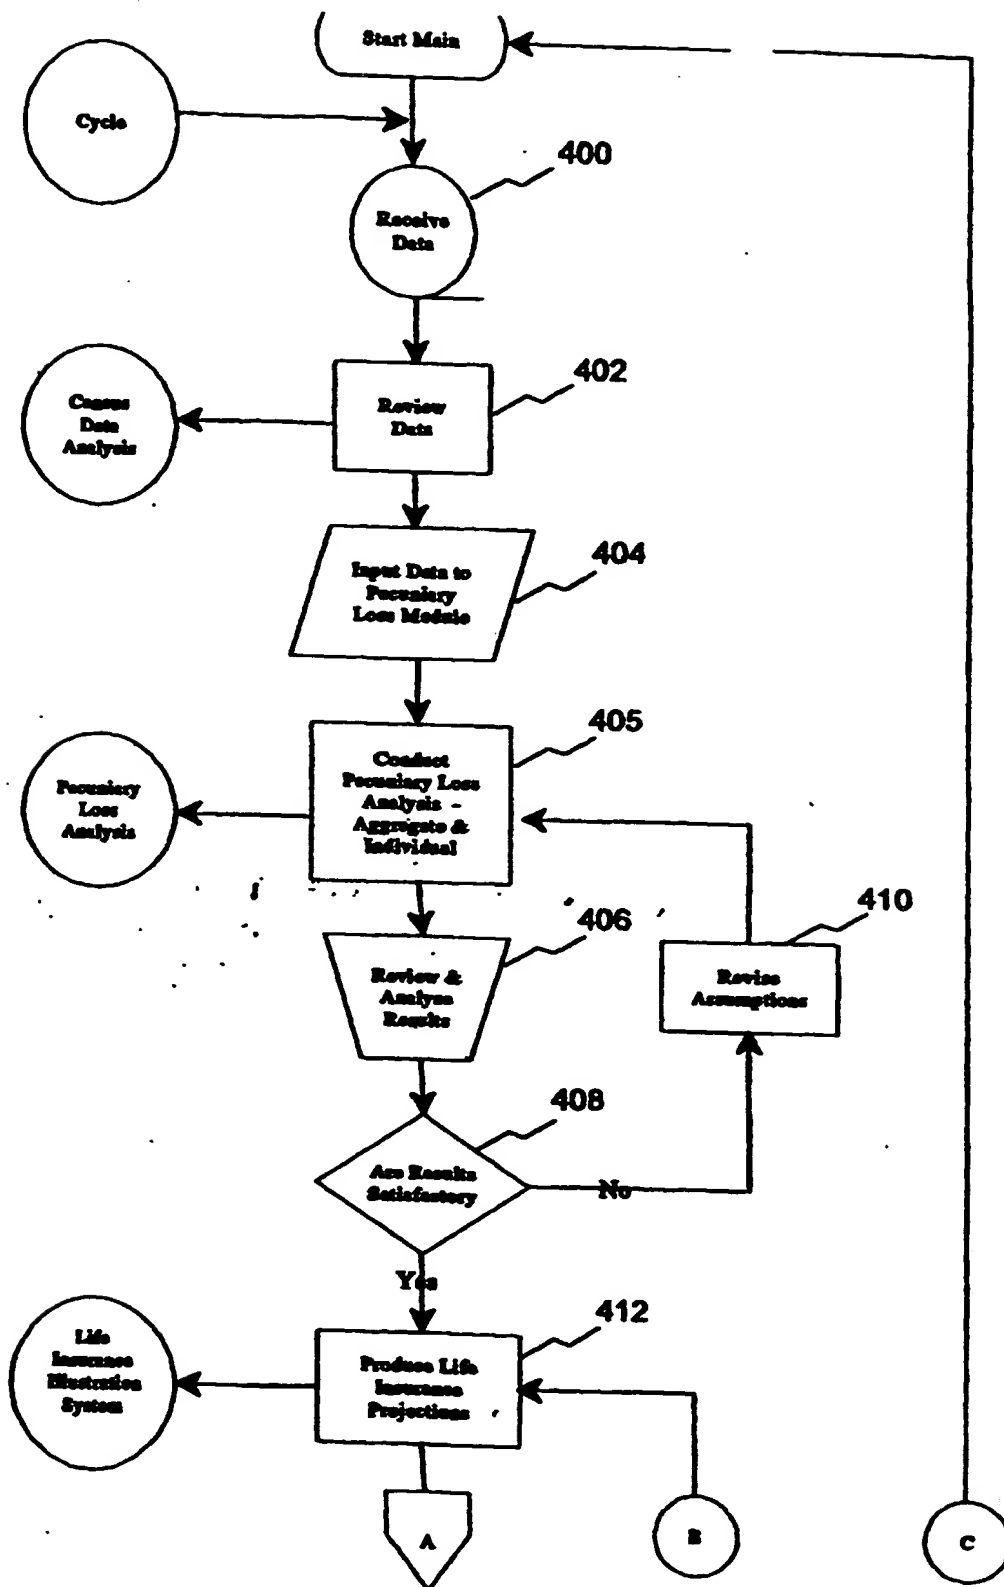 Start Main
Cycle
400
Receive
Data
402
Review
Data
Census
Data
Analysis
404
Input Data to
Pecuniary
Loss Module
405
Conduct
Pecuniary Loss
Analysis -
Aggregate &
Individual
Pecuniary
Loss
Analysis
406
Review &
Analyze
Results
410
Revise
Assumptions
408
Are Results
Satisfactory
No
Yes
412
Produce Life
Insurance
Projections
Life
Insurance
Illustration
System
A
B
C